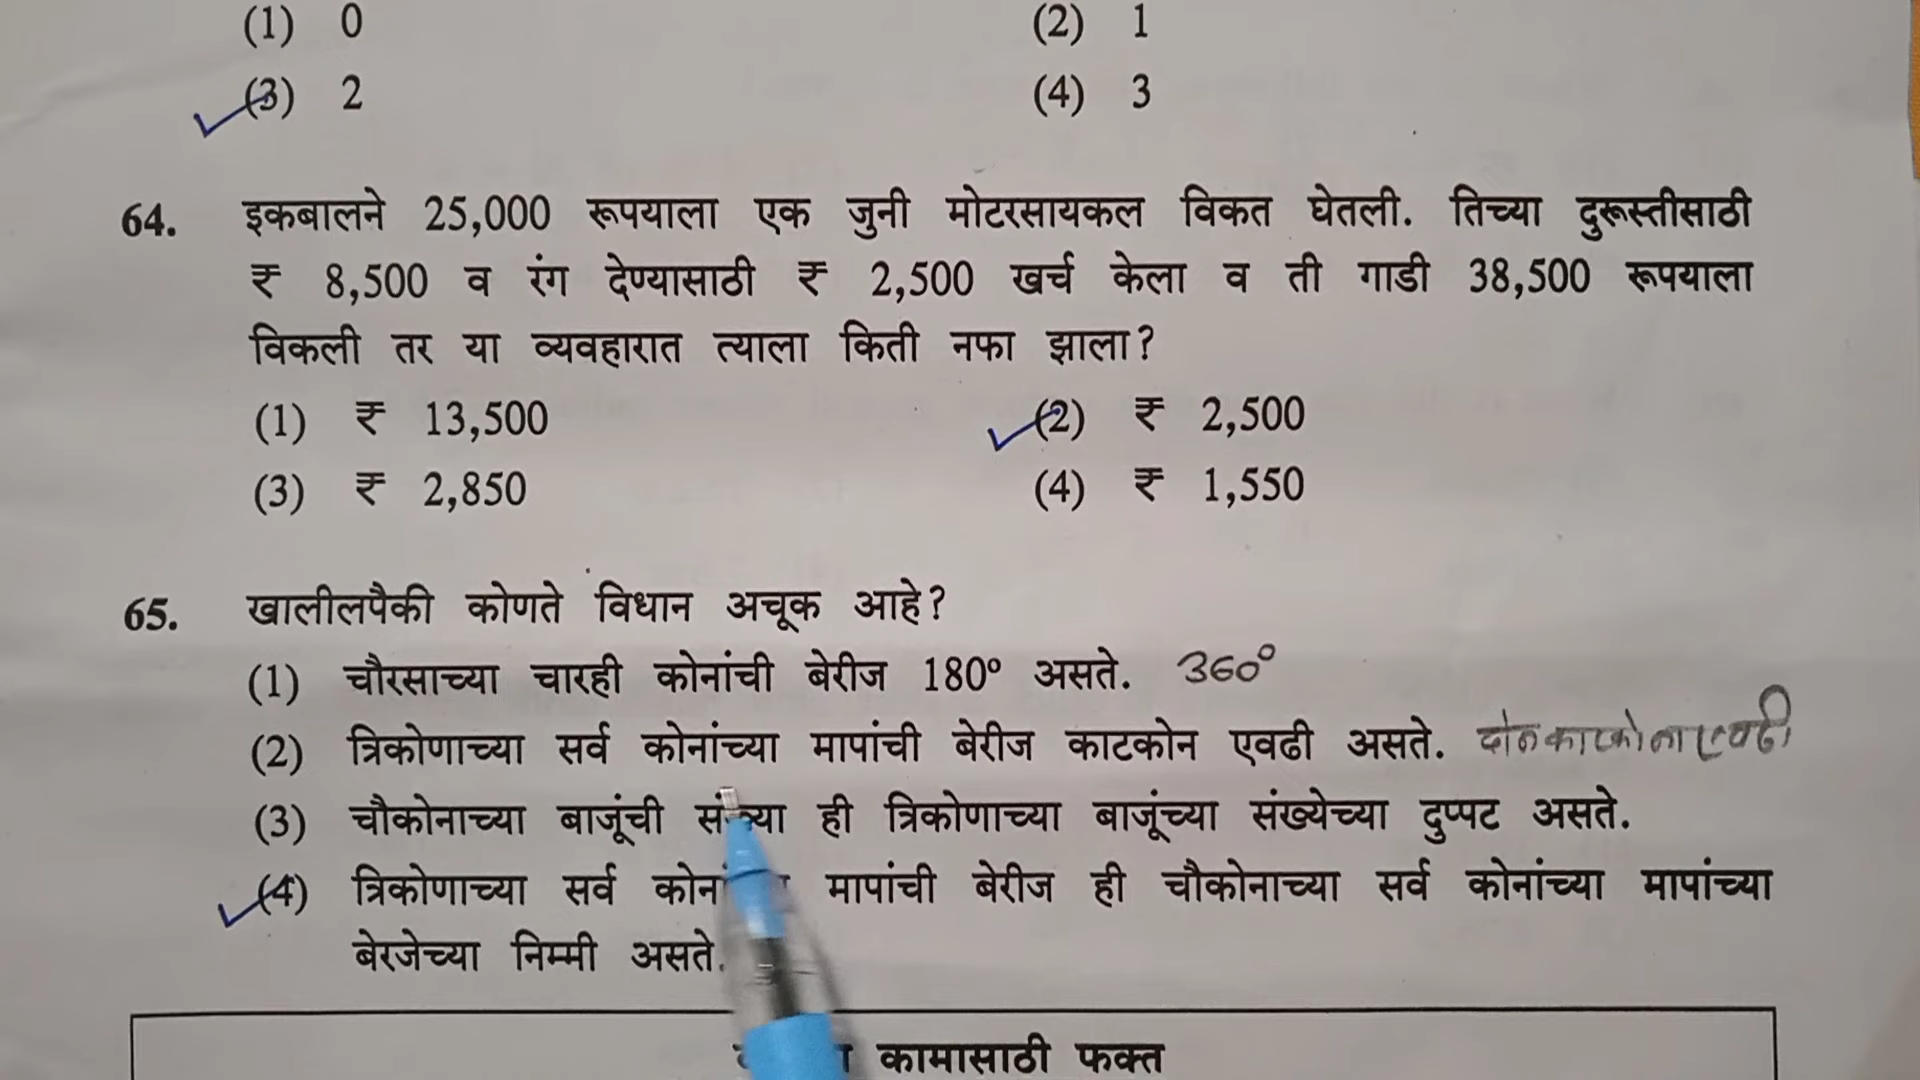 (1) 0 (2) 1
(3) 2 (4) 3
64. इकबालने 25,000 रूपयाला एक जुनी मोटरसायकल विकत घेतली. तिच्या दुरूस्तीसाठी
₹ 8,500 व रंग देण्यासाठी ₹ 2,500 खर्च केला व ती गाडी 38,500 रूपयाला
विकली तर या व्यवहारात त्याला किती नफा झाला?
(1) ₹ 13,500 (2) ₹ 2,500
(3) ₹ 2,850 (4) ₹ 1,550
65. खालीलपैकी कोणते विधान अचूक आहे?
(1) चौरसाच्या चारही कोनांची बेरीज 180° असते. 360°
(2) त्रिकोणाच्या सर्व कोनांच्या मापांची बेरीज काटकोन एवढी असते. दोन काटकोनाएवढी
(3) चौकोनाच्या बाजूंची संख्या ही त्रिकोणाच्या बाजूंच्या संख्येच्या दुप्पट असते.
(4) त्रिकोणाच्या सर्व मापांची बेरीज ही चौकोनाच्या सर्व कोनांच्या मापांच्या
बेरजेच्या निम्मी असते.
कामासाठी फक्त